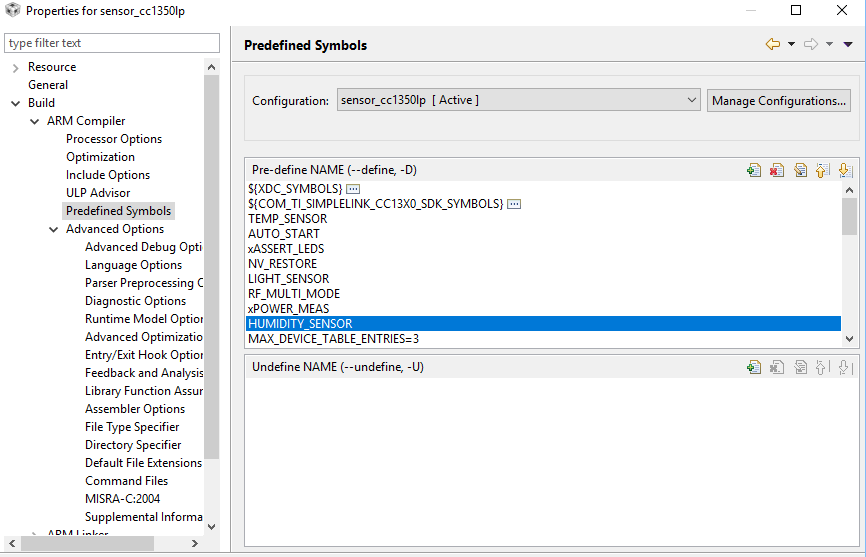 Properties for sensor_cc1350lp
type filter text
Resource
General
Build
ARM Compiler
Processor Options
Optimization
Include Options
ULP Advisor
Predefined Symbols
Advanced Options
Advanced Debug Opti
Language Options
Parser Preprocessing C
Diagnostic Options
Runtime Model Option
Advanced Optimizatio
Entry/Exit Hook Option
Feedback and Analysis
Library Function Assur
Assembler Options
File Type Specifier
Directory Specifier
Default File Extensions
Command Files
MISRA-C:2004
Supplemental Informa
ARM Linker
Predefined Symbols
Configuration: sensor_cc1350lp [ Active ] Manage Configurations...
Pre-define NAME (--define, -D)
${XDC_SYMBOLS}
${COM_TI_SIMPLELINK_CC13X0_SDK_SYMBOLS}
TEMP_SENSOR
AUTO_START
xASSERT_LEDS
NV_RESTORE
LIGHT_SENSOR
RF_MULTI_MODE
xPOWER_MEAS
HUMIDITY_SENSOR
MAX_DEVICE_TABLE_ENTRIES=3
Undefine NAME (--undefine, -U)